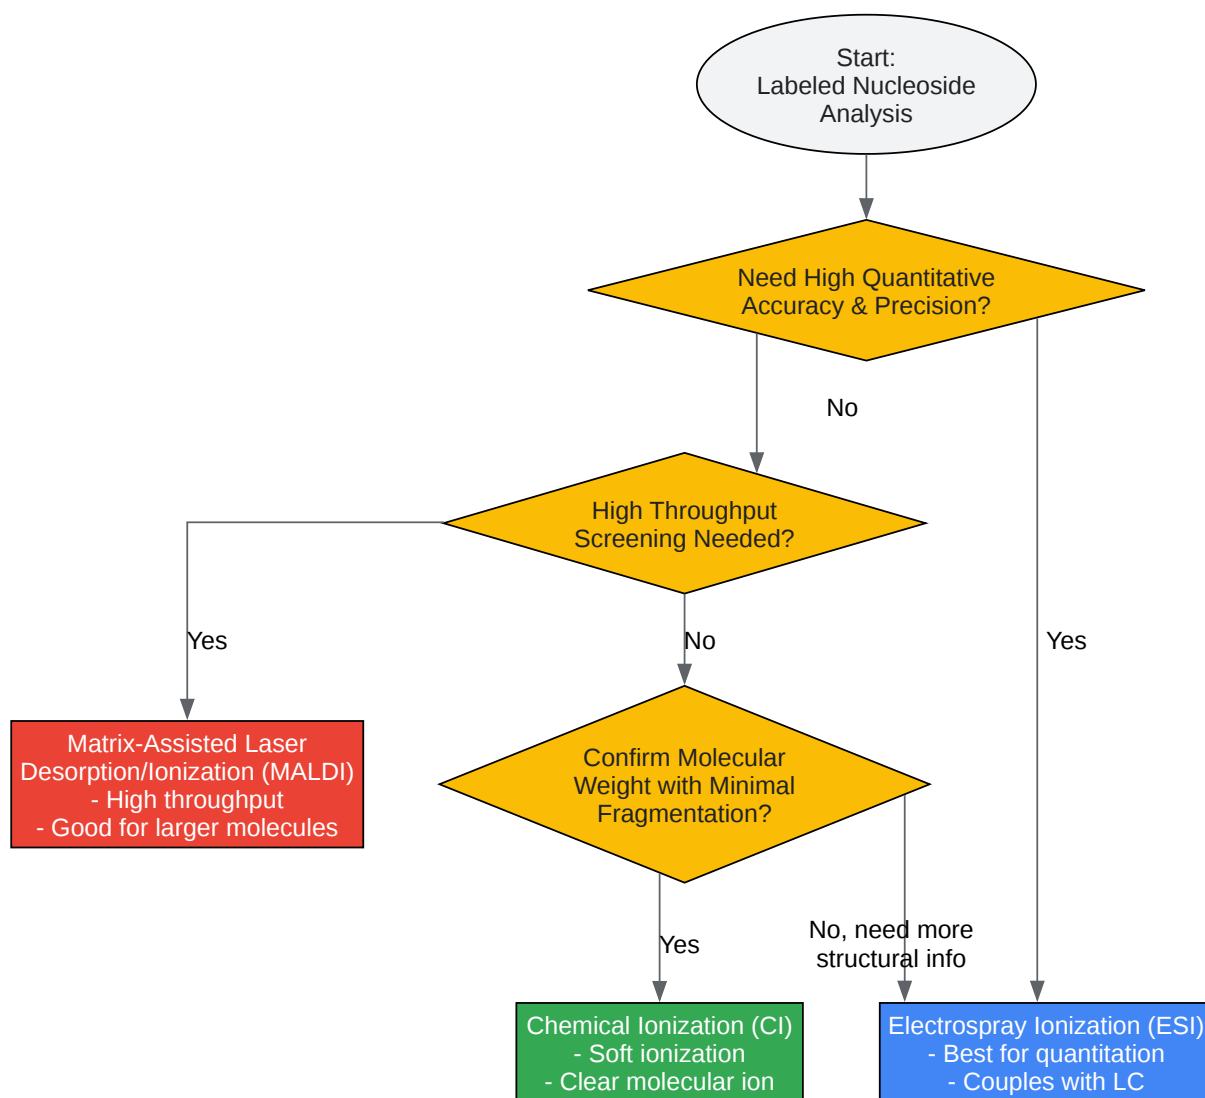 Start:
Labeled Nucleoside
Analysis
Need High Quantitative
Accuracy & Precision?
No
High Throughput
Screening Needed?
Yes
No
Yes
Matrix-Assisted Laser
Desorption/Ionization (MALDI)
- High throughput
- Good for larger molecules
Confirm Molecular
Weight with Minimal
Fragmentation?
Yes
No, need more
structural info
Chemical Ionization (CI)
- Soft ionization
- Clear molecular ion
Electrospray Ionization (ESI)
- Best for quantitation
- Couples with LC